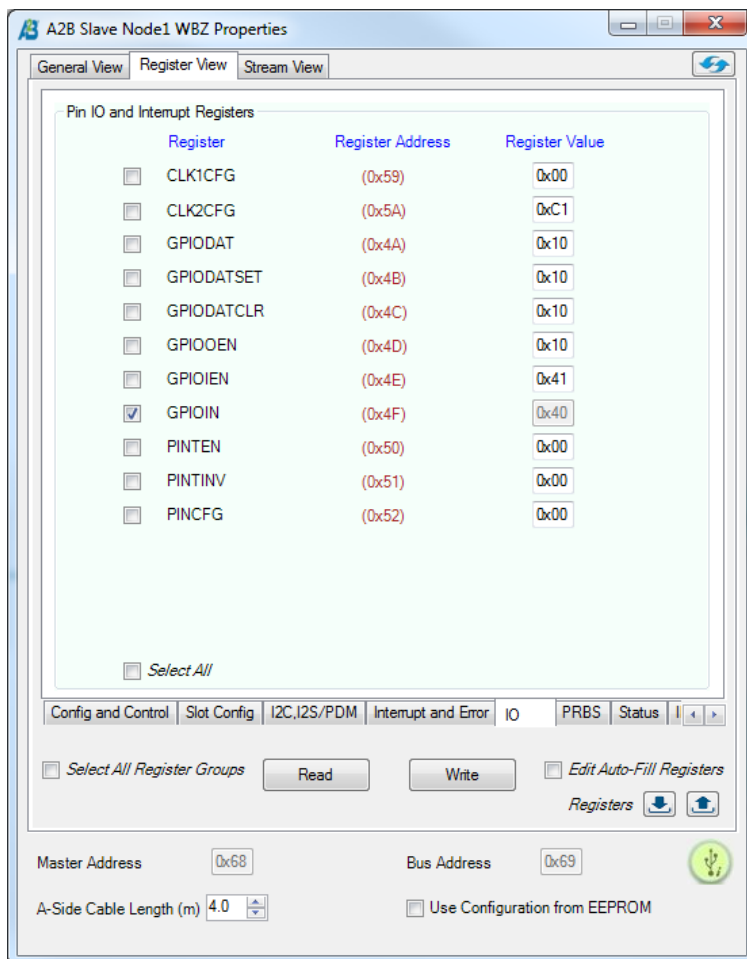 A2B Slave Node1 WBZ Properties
General View Register View Stream View
Pin IO and Interrupt Registers
Register Register Address Register Value
CLK1CFG (0x59) 0x00
CLK2CFG (0x5A) 0xC1
GPIODAT (0x4A) 0x10
GPIODATSET (0x4B) 0x10
GPIODATCLR (0x4C) 0x10
GPIOOEN (0x4D) 0x10
GPIOIEN (0x4E) 0x41
GPIOIN (0x4F) 0x40
PINTEN (0x50) 0x00
PINTINV (0x51) 0x00
PINCFG (0x52) 0x00
Select All
Config and Control Slot Config I2C,I2S/PDM Interrupt and Error IO PRBS Status
Select All Register Groups Read Write Edit Auto-Fill Registers
Registers
Master Address 0x68 Bus Address 0x69
A-Side Cable Length (m) 4.0 Use Configuration from EEPROM